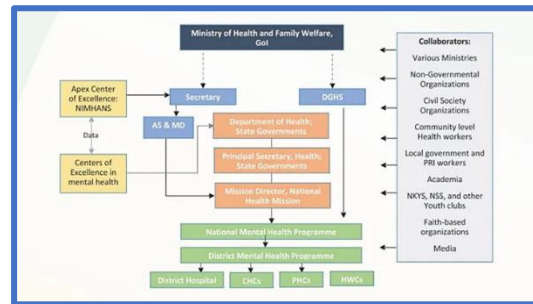 Ministry of Health and Family Welfare,
GoI
Collaborators:
Various Ministries
Non-Governmental
Organizations
Civil Society
Organizations
Community level
Health workers
Local government and
PRI workers
Academia
NKYS, NSS, and other
Youth clubs
Faith-based
organizations
Media
Apex Center
of Excellence:
NIMHANS
Data
Centers of
Excellence in
mental health
Secretary
DGHS
AS & MD
Department of Health;
State Governments
Principal Secretary, Health;
State Governments
Mission Director, National
Health Mission
National Mental Health Programme
District Mental Health Programme
District Hospital
CHCs
PHCs
HWCs